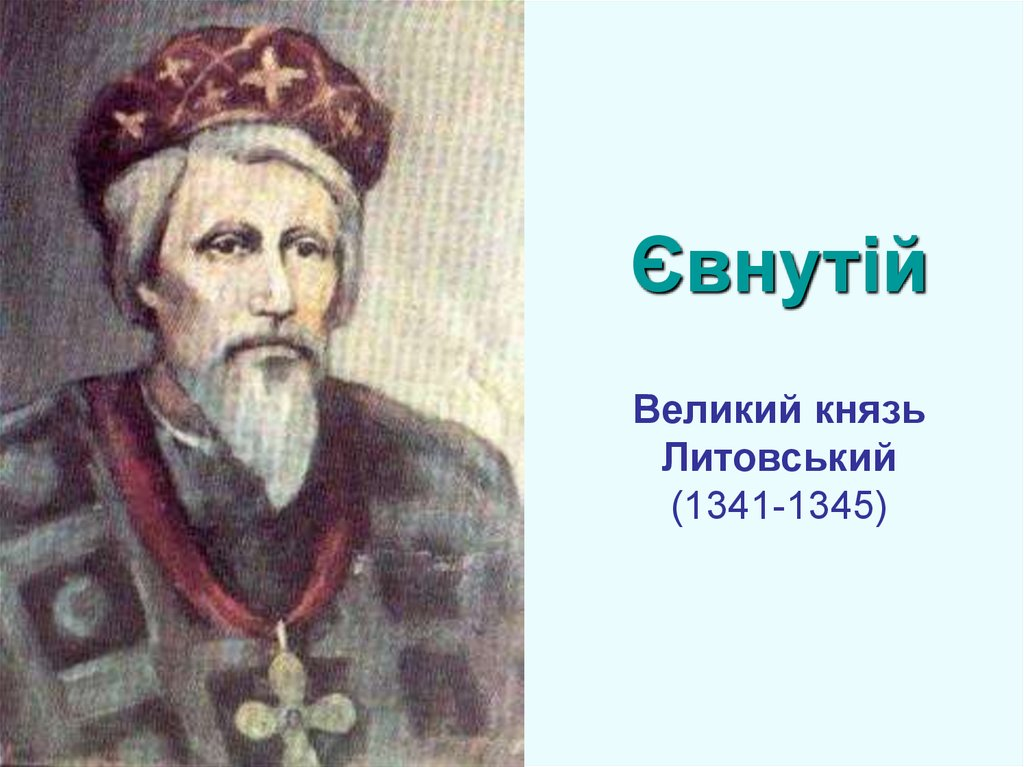 Євнутій
Великий князь
Литовський
(1341-1345)